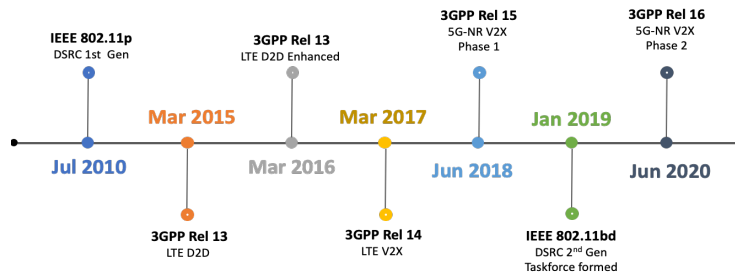 IEEE 802.11p
DSRC 1st  Gen
Jul 2010
Mar 2015
3GPP Rel 13
LTE D2D
3GPP Rel 13
LTE D2D Enhanced
Mar 2016
Mar 2017
3GPP Rel 14
LTE V2X
3GPP Rel 15
5G-NR V2X
Phase 1
Jun 2018
Jan 2019
IEEE 802.11bd
DSRC 2nd Gen
Taskforce formed
3GPP Rel 16
5G-NR V2X
Phase 2
Jun 2020